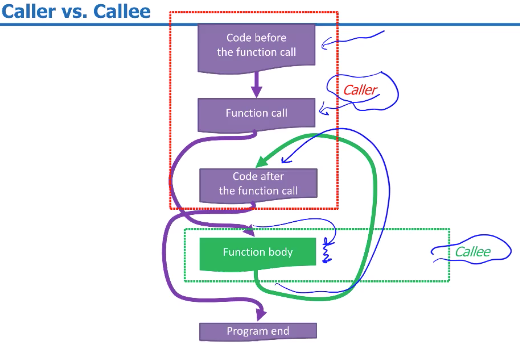 Caller vs. Callee
Code before
the function call
Function call
Caller
Code after
the function call
Function body
Callee
Program end